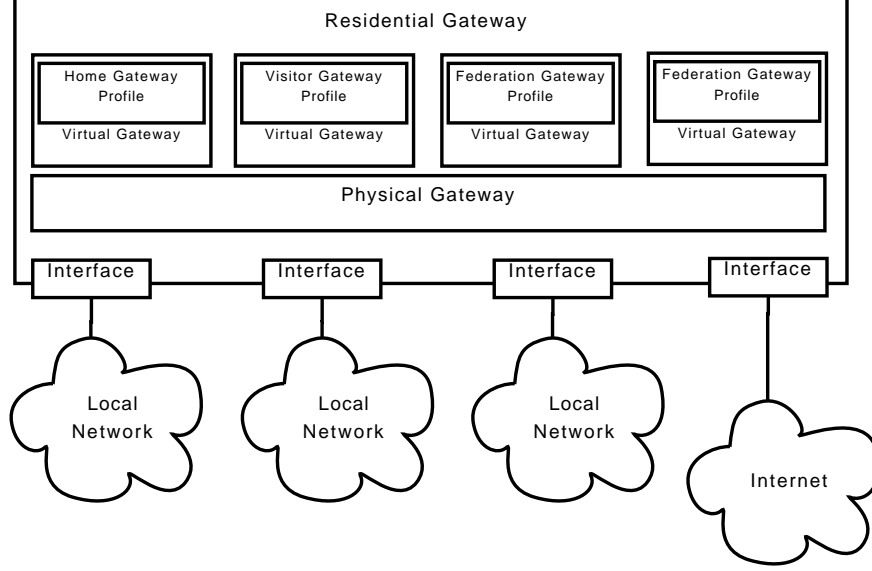 Residential Gateway
Home Gateway
Profile
Virtual Gateway
Visitor Gateway
Profile
Virtual Gateway
Federation Gateway
Profile
Virtual Gateway
Federation Gateway
Profile
Virtual Gateway
Physical Gateway
Interface
Interface
Interface
Interface
Local
Network
Local
Network
Local
Network
Internet